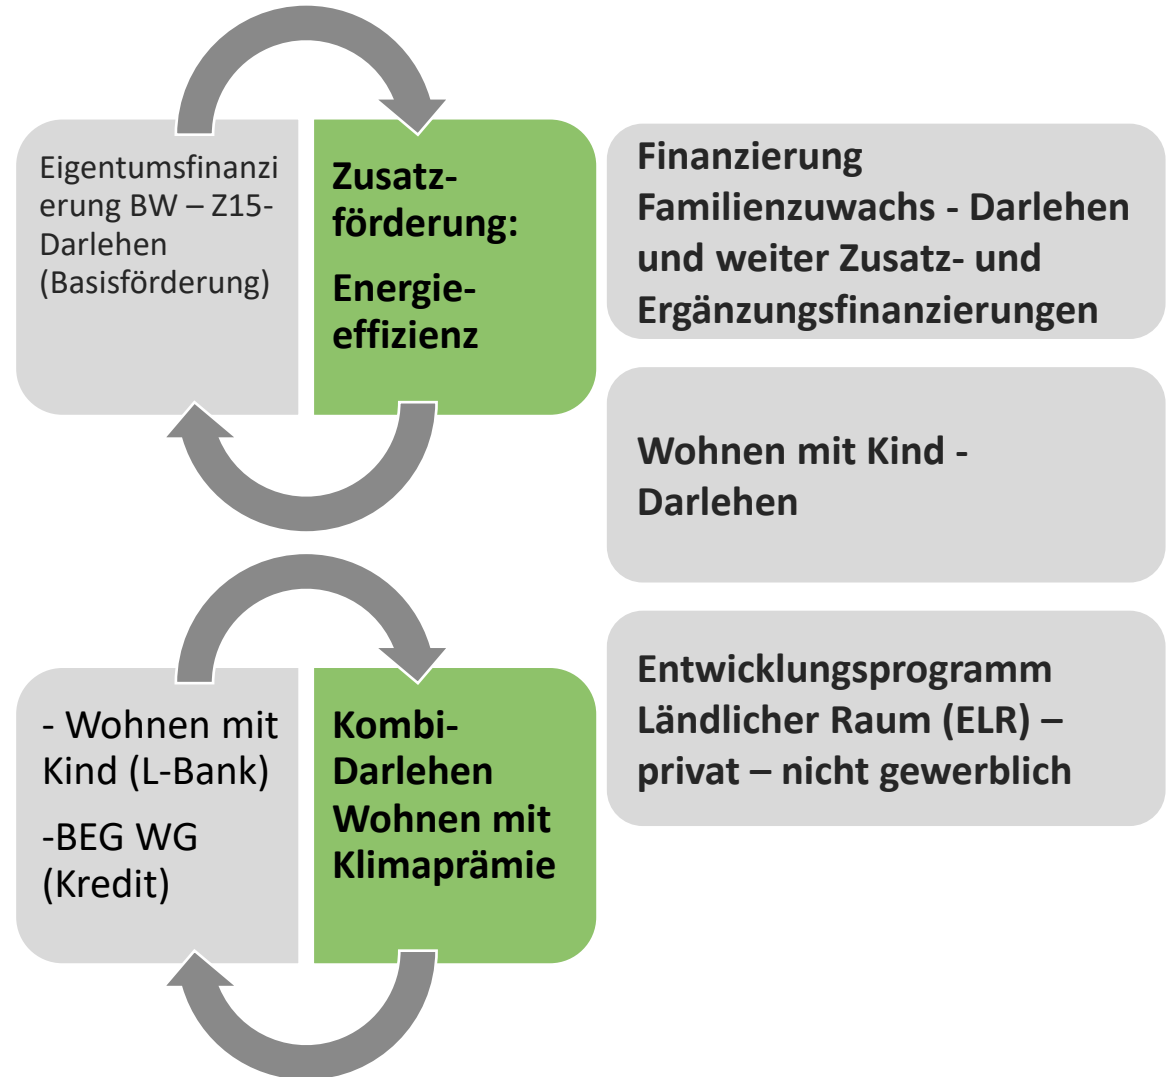 Eigentumsfinanzi
erung BW – Z15-
Darlehen
(Basisförderung)
Zusatz-
förderung:
Energie-
effizienz
Finanzierung
Familienzuwachs - Darlehen
und weiter Zusatz- und
Ergänzungsfinanzierungen
Wohnen mit Kind -
Darlehen
- Wohnen mit
Kind (L-Bank)
-BEG WG
(Kredit)
Kombi-
Darlehen
Wohnen mit
Klimaprämie
Entwicklungsprogramm
Ländlicher Raum (ELR) –
privat – nicht gewerblich